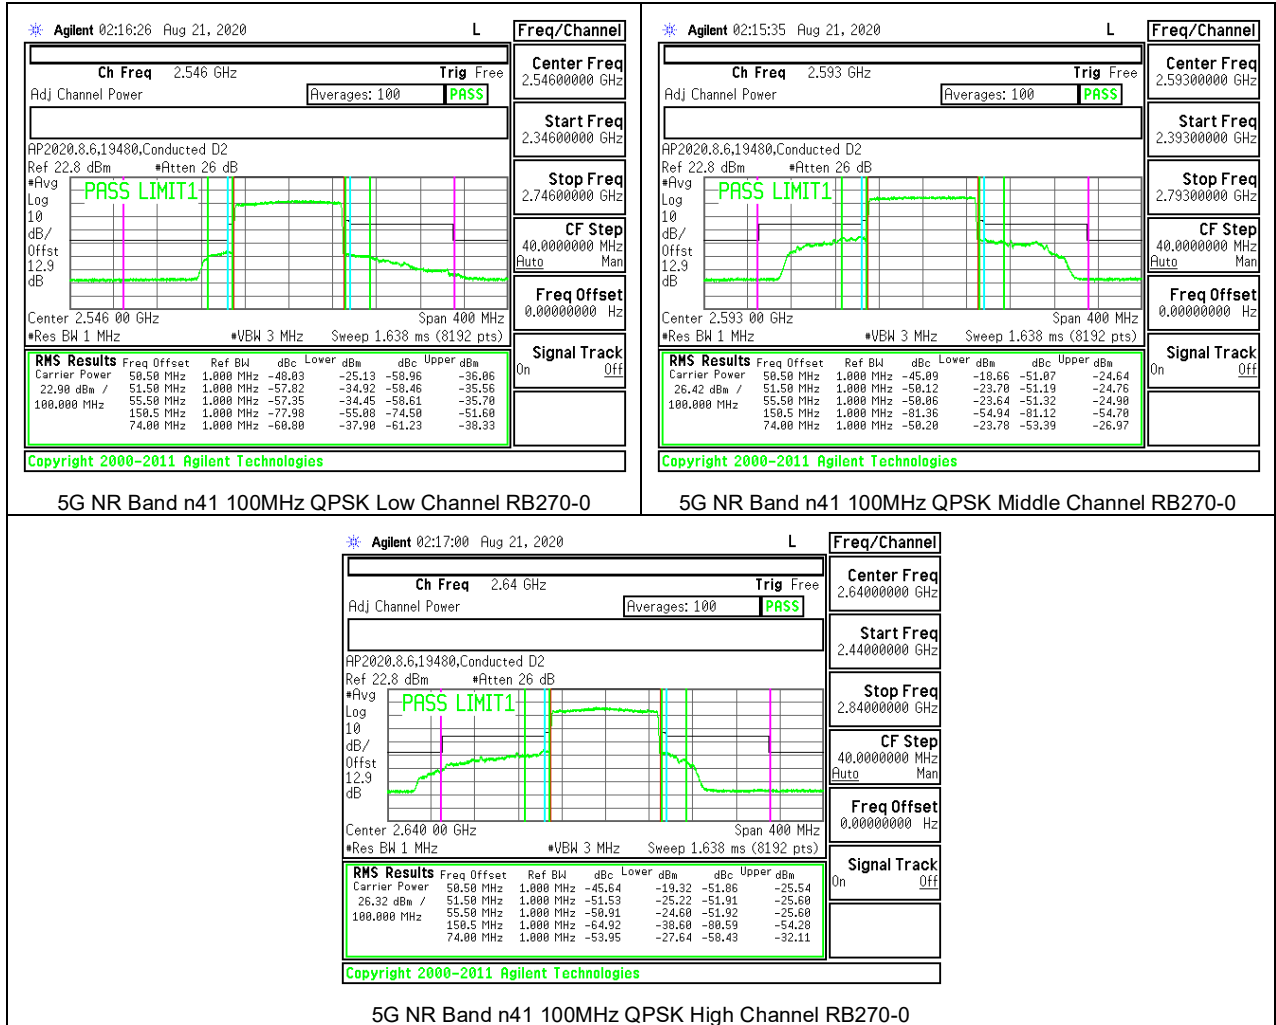 Agilent 02:16:26 Aug 21, 2020 L Freq/Channel
Ch Freq 2.546 GHz Trig Free
Adj Channel Power Averages: 100 PASS
Center Freq
2.54600000 GHz
Start Freq
2.34600000 GHz
Stop Freq
2.74600000 GHz
CF Step
40.0000000 MHz
Auto Man
Freq Offset
0.00000000 Hz
Signal Track
On Off
AP2020.8.6,19480,Conducted D2
Ref 22.8 dBm #Atten 26 dB
#Avg
Log
10
dB/
Offst
12.9
dB
PASS LIMIT1
Center 2.546 00 GHz Span 400 MHz
#Res BW 1 MHz #VBW 3 MHz Sweep 1.638 ms (8192 pts)
RMS Results Freq Offset Ref BW dBc Lower dBm dBc Upper dBm
Carrier Power 50.50 MHz 1.000 MHz -48.03 -25.13 -58.96 -36.06
22.90 dBm / 51.50 MHz 1.000 MHz -57.82 -34.92 -58.46 -35.56
100.000 MHz 55.50 MHz 1.000 MHz -57.35 -34.45 -58.61 -35.70
150.5 MHz 1.000 MHz -77.98 -55.08 -74.50 -51.60
74.00 MHz 1.000 MHz -60.80 -37.90 -61.23 -38.33
Copyright 2000-2011 Agilent Technologies
5G NR Band n41 100MHz QPSK Low Channel RB270-0
Agilent 02:15:35 Aug 21, 2020 L Freq/Channel
Ch Freq 2.593 GHz Trig Free
Adj Channel Power Averages: 100 PASS
Center Freq
2.59300000 GHz
Start Freq
2.39300000 GHz
Stop Freq
2.79300000 GHz
CF Step
40.0000000 MHz
Auto Man
Freq Offset
0.00000000 Hz
Signal Track
On Off
AP2020.8.6,19480,Conducted D2
Ref 22.8 dBm #Atten 26 dB
#Avg
Log
10
dB/
Offst
12.9
dB
PASS LIMIT1
Center 2.593 00 GHz Span 400 MHz
#Res BW 1 MHz #VBW 3 MHz Sweep 1.638 ms (8192 pts)
RMS Results Freq Offset Ref BW dBc Lower dBm dBc Upper dBm
Carrier Power 50.50 MHz 1.000 MHz -45.09 -18.66 -51.07 -24.64
26.42 dBm / 51.50 MHz 1.000 MHz -50.12 -23.70 -51.19 -24.76
100.000 MHz 55.50 MHz 1.000 MHz -50.06 -23.64 -51.32 -24.90
150.5 MHz 1.000 MHz -81.36 -54.94 -81.12 -54.70
74.00 MHz 1.000 MHz -50.20 -23.78 -53.39 -26.97
Copyright 2000-2011 Agilent Technologies
5G NR Band n41 100MHz QPSK Middle Channel RB270-0
Agilent 02:17:00 Aug 21, 2020 L Freq/Channel
Ch Freq 2.64 GHz Trig Free
Adj Channel Power Averages: 100 PASS
Center Freq
2.64000000 GHz
Start Freq
2.44000000 GHz
Stop Freq
2.84000000 GHz
CF Step
40.0000000 MHz
Auto Man
Freq Offset
0.00000000 Hz
Signal Track
On Off
AP2020.8.6,19480,Conducted D2
Ref 22.8 dBm #Atten 26 dB
#Avg
Log
10
dB/
Offst
12.9
dB
PASS LIMIT1
Center 2.640 00 GHz Span 400 MHz
#Res BW 1 MHz #VBW 3 MHz Sweep 1.638 ms (8192 pts)
RMS Results Freq Offset Ref BW dBc Lower dBm dBc Upper dBm
Carrier Power 50.50 MHz 1.000 MHz -45.64 -19.32 -51.86 -25.54
26.32 dBm / 51.50 MHz 1.000 MHz -51.53 -25.22 -51.91 -25.60
100.000 MHz 55.50 MHz 1.000 MHz -50.91 -24.60 -51.92 -25.60
150.5 MHz 1.000 MHz -64.92 -38.60 -80.59 -54.28
74.00 MHz 1.000 MHz -53.95 -27.64 -58.43 -32.11
Copyright 2000-2011 Agilent Technologies
5G NR Band n41 100MHz QPSK High Channel RB270-0